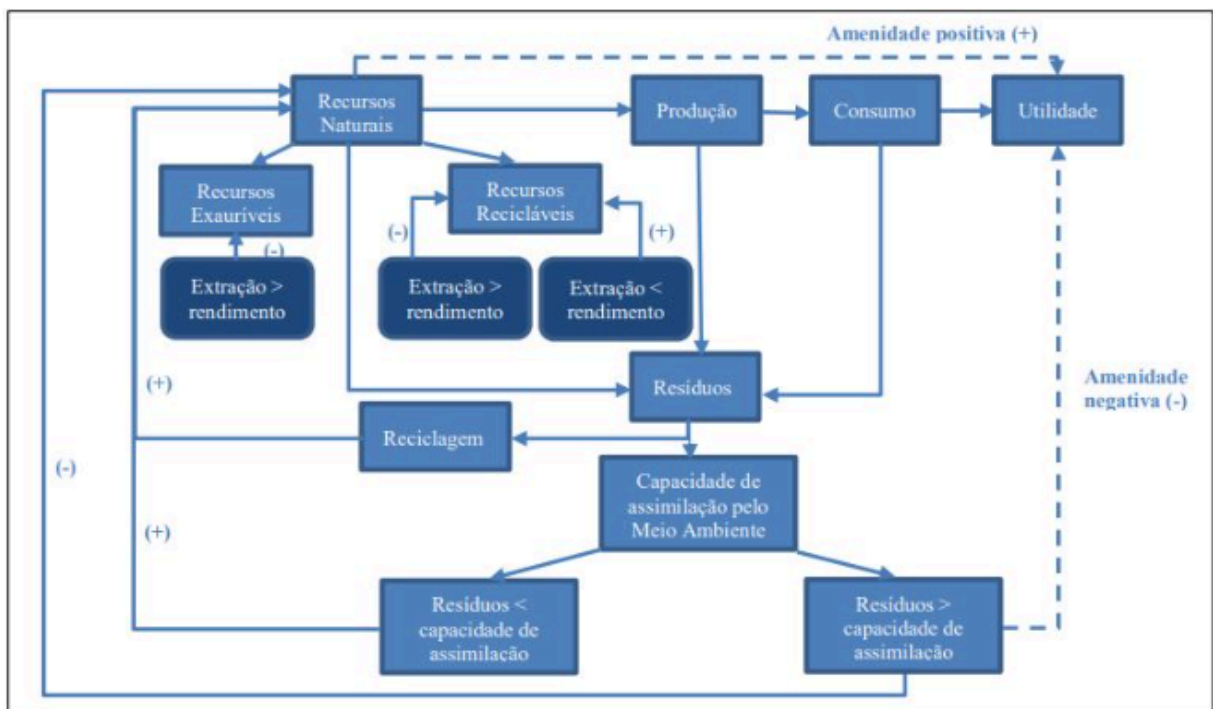 Amenidade positiva (+)
Recursos
Naturais
Produção
Consumo
Utilidade
Recursos
Exauríveis
Recursos
Recicláveis
(-)
(-)
(+)
Extração >
rendimento
Extração >
rendimento
Extração <
rendimento
Resíduos
(+)
Amenidade
negativa (-)
Reciclagem
(-)
Capacidade de
assimilação pelo
Meio Ambiente
(+)
Resíduos <
capacidade de
assimilação
Resíduos >
capacidade de
assimilação